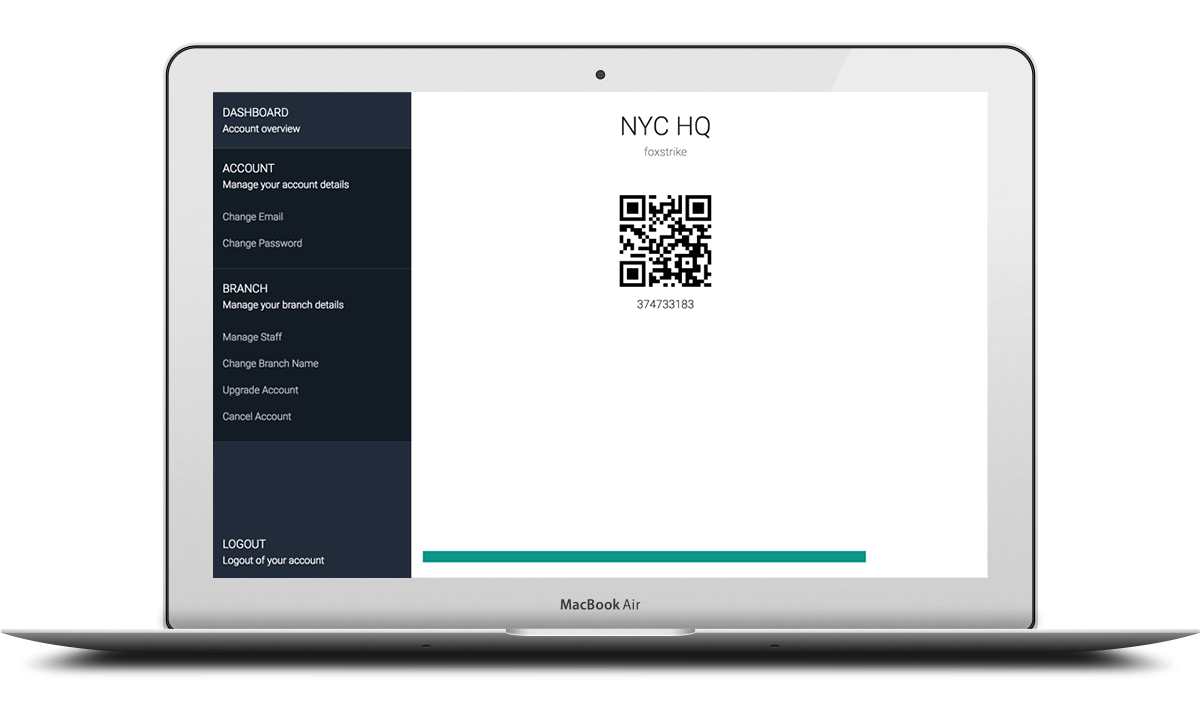 DASHBOARD
Account overview
ACCOUNT
Manage your account details
Change Email
Change Password
BRANCH
Manage your branch details
Manage Staff
Change Branch Name
Upgrade Account
Cancel Account
LOGOUT
Logout of your account
NYC HQ
foxstrike
374733183
MacBook Air